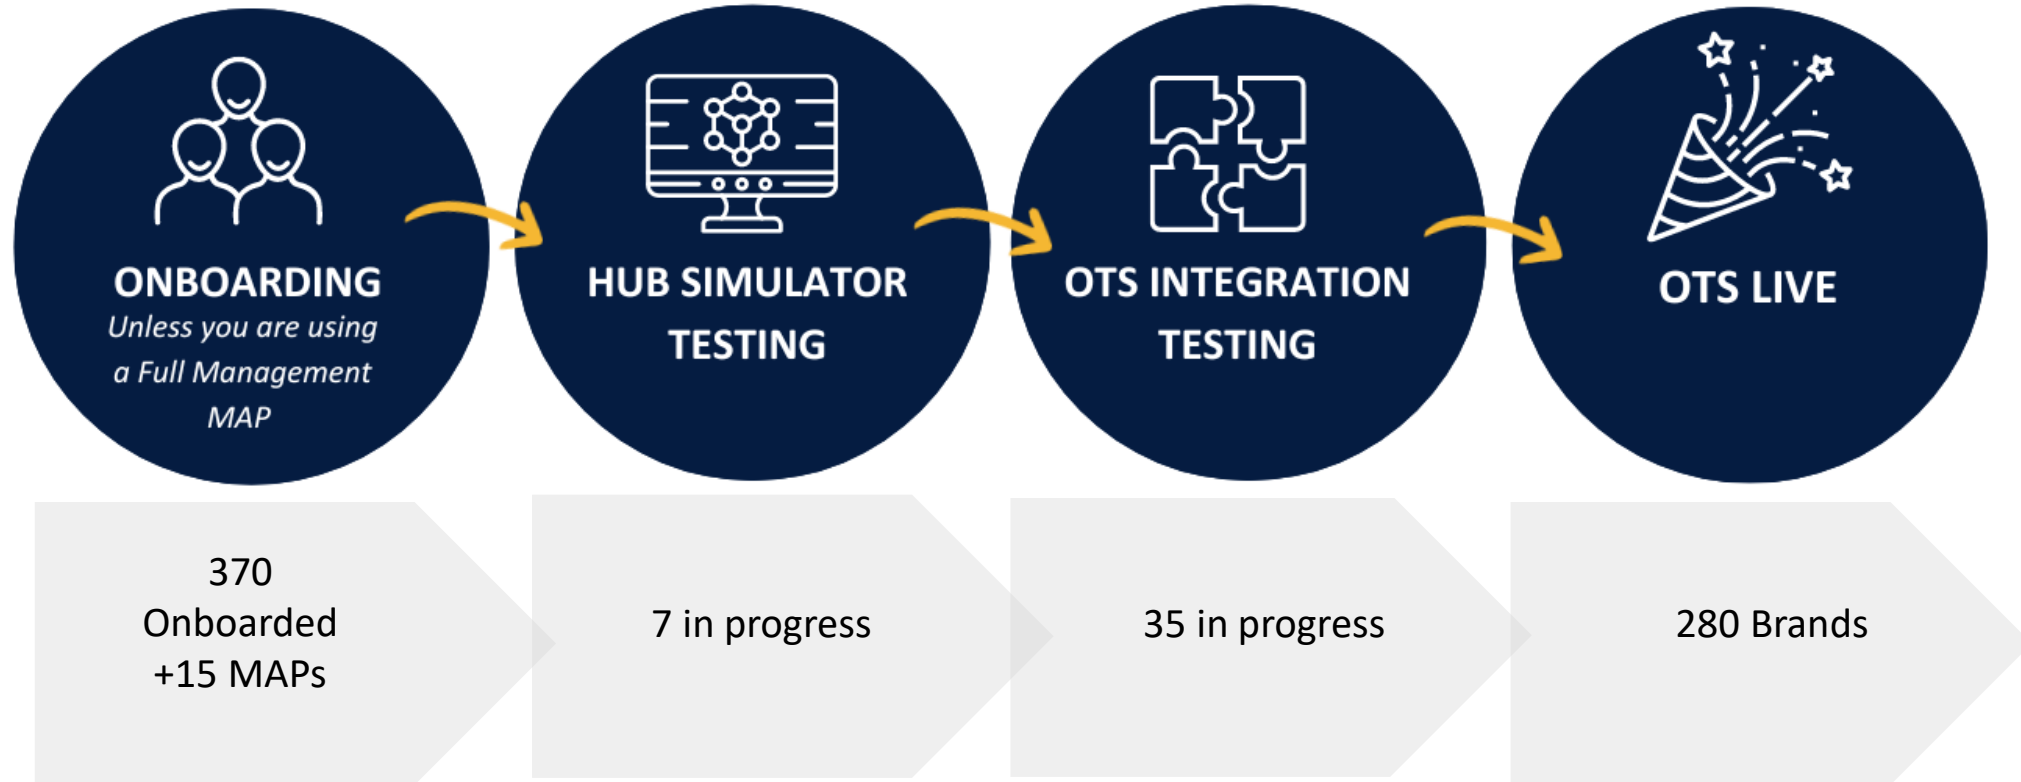 ONBOARDING
Unless you are using
a Full Management
MAP
HUB SIMULATOR
TESTING
OTS INTEGRATION
TESTING
OTS LIVE
370
Onboarded
+15 MAPs
7 in progress
35 in progress
280 Brands